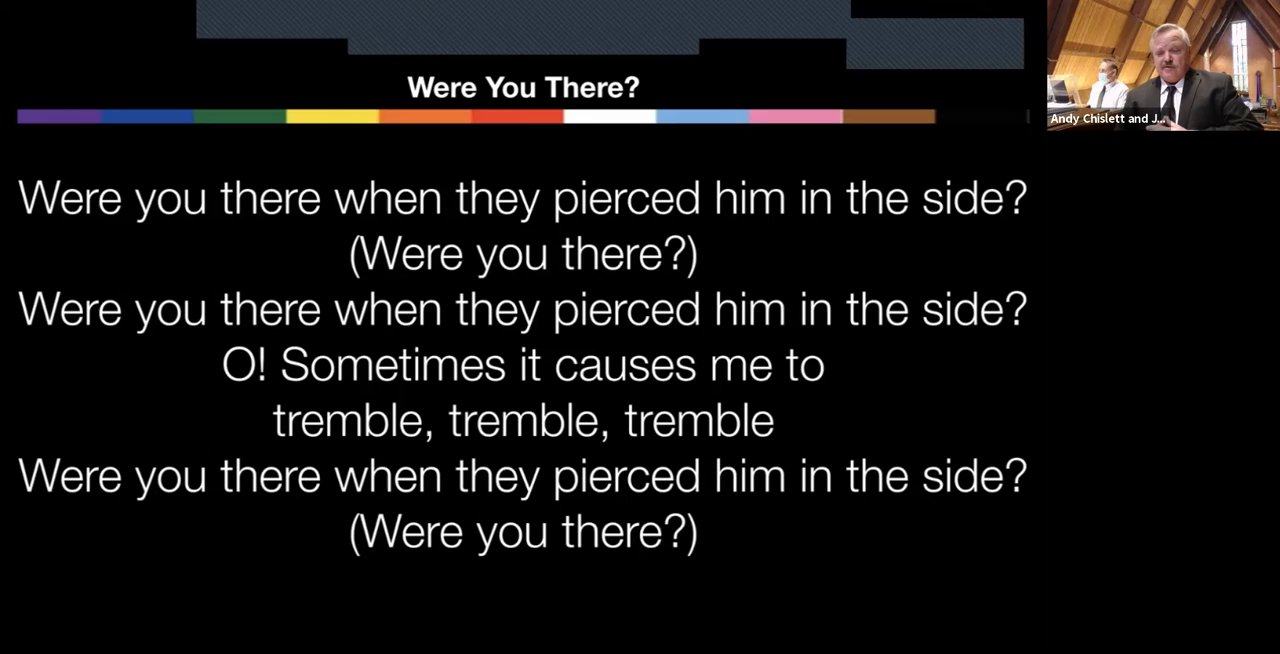 Were You There?
Andy Chislett and J...
Were you there when they pierced him in the side?
(Were you there?)
Were you there when they pierced him in the side?
O! Sometimes it causes me to
tremble, tremble, tremble
Were you there when they pierced him in the side?
(Were you there?)